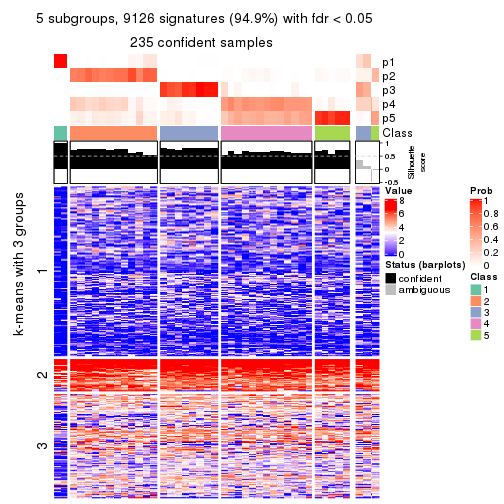 5 subgroups, 9126 signatures (94.9%) with fdr < 0.05
235 confident samples
p1
p2
p3
p4
p5
Class
1
0.5
0
-0.5
Silhouette
score
k-means with 3 groups
1
2
3
Value
8
6
4
2
0
Status (barplots)
confident
ambiguous
Prob
1
0.8
0.6
0.4
0.2
0
Class
1
2
3
4
5